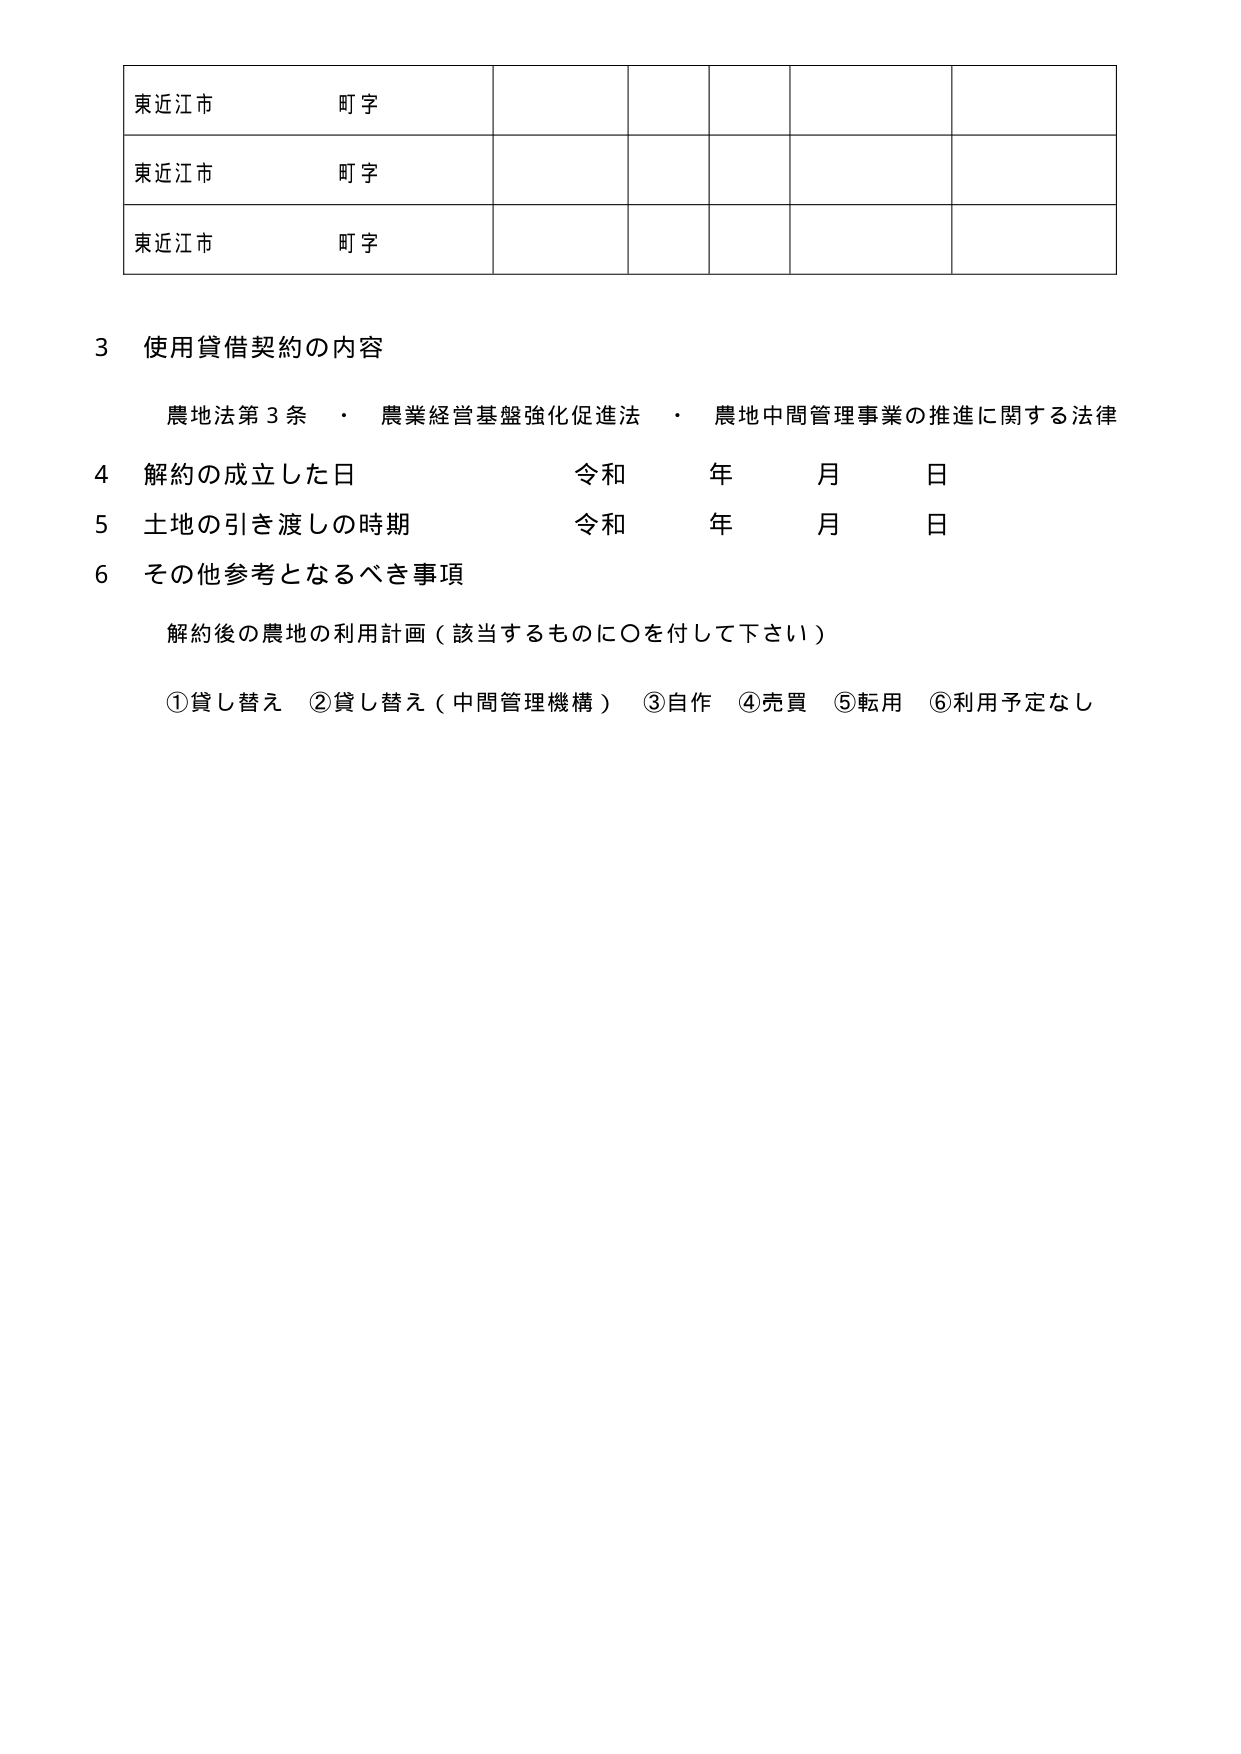 東近江市　　　　　　町字
東近江市　　　　　　町字
東近江市　　　　　　町字
3　使用貸借契約の内容
農地法第3条　・　農業経営基盤強化促進法　・　農地中間管理事業の推進に関する法律
4　解約の成立した日　　　　　　　　令和　　　年　　　月　　　日
5　土地の引き渡しの時期　　　　　　令和　　　年　　　月　　　日
6　その他参考となるべき事項
解約後の農地の利用計画(該当するものに〇を付して下さい)
①貸し替え　②貸し替え(中間管理機構)　③自作　④売買　⑤転用　⑥利用予定なし